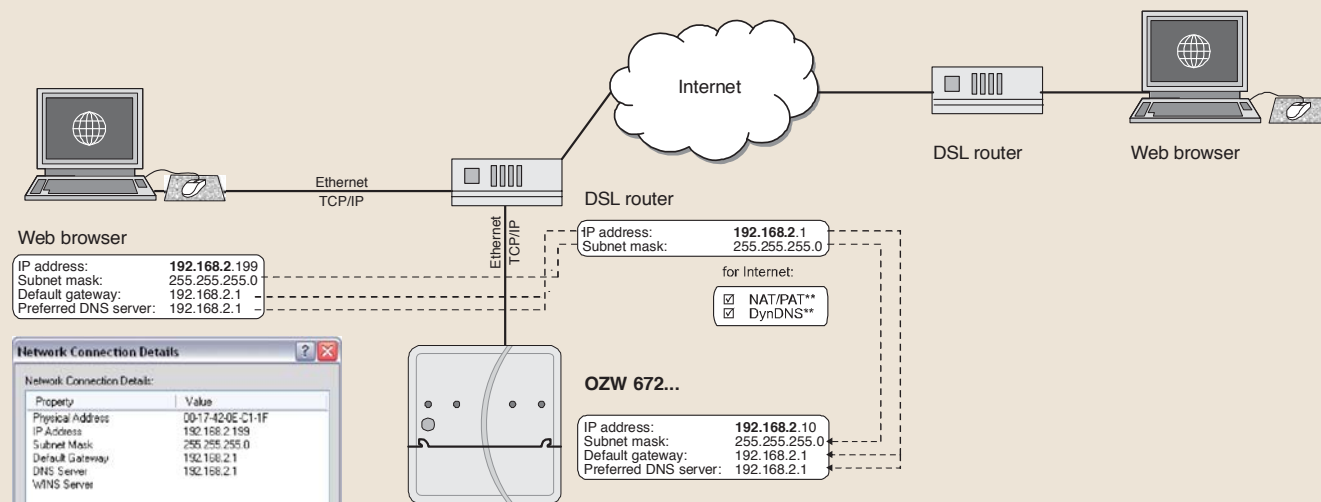 Internet
DSL router
Web browser
Ethernet
TCP/IP
DSL router
Ethernet
TCP/IP
Web browser
IP address: 192.168.2.1
Subnet mask: 255.255.255.0
for Internet:
☑ NAT/PAT**
☑ DynDNS**
IP address: 192.168.2.199
Subnet mask: 255.255.255.0
Default gateway: 192.168.2.1
Preferred DNS server: 192.168.2.1
Network Connection Details
Network Connection Details:
Property Value
Physical Address 00-17-42-0E-C1-1F
IP Address 192.168.2.199
Subnet Mask 255.255.255.0
Default Gateway 192.168.2.1
DNS Server 192.168.2.1
WINS Server
OZW 672...
IP address: 192.168.2.10
Subnet mask: 255.255.255.0
Default gateway: 192.168.2.1
Preferred DNS server: 192.168.2.1